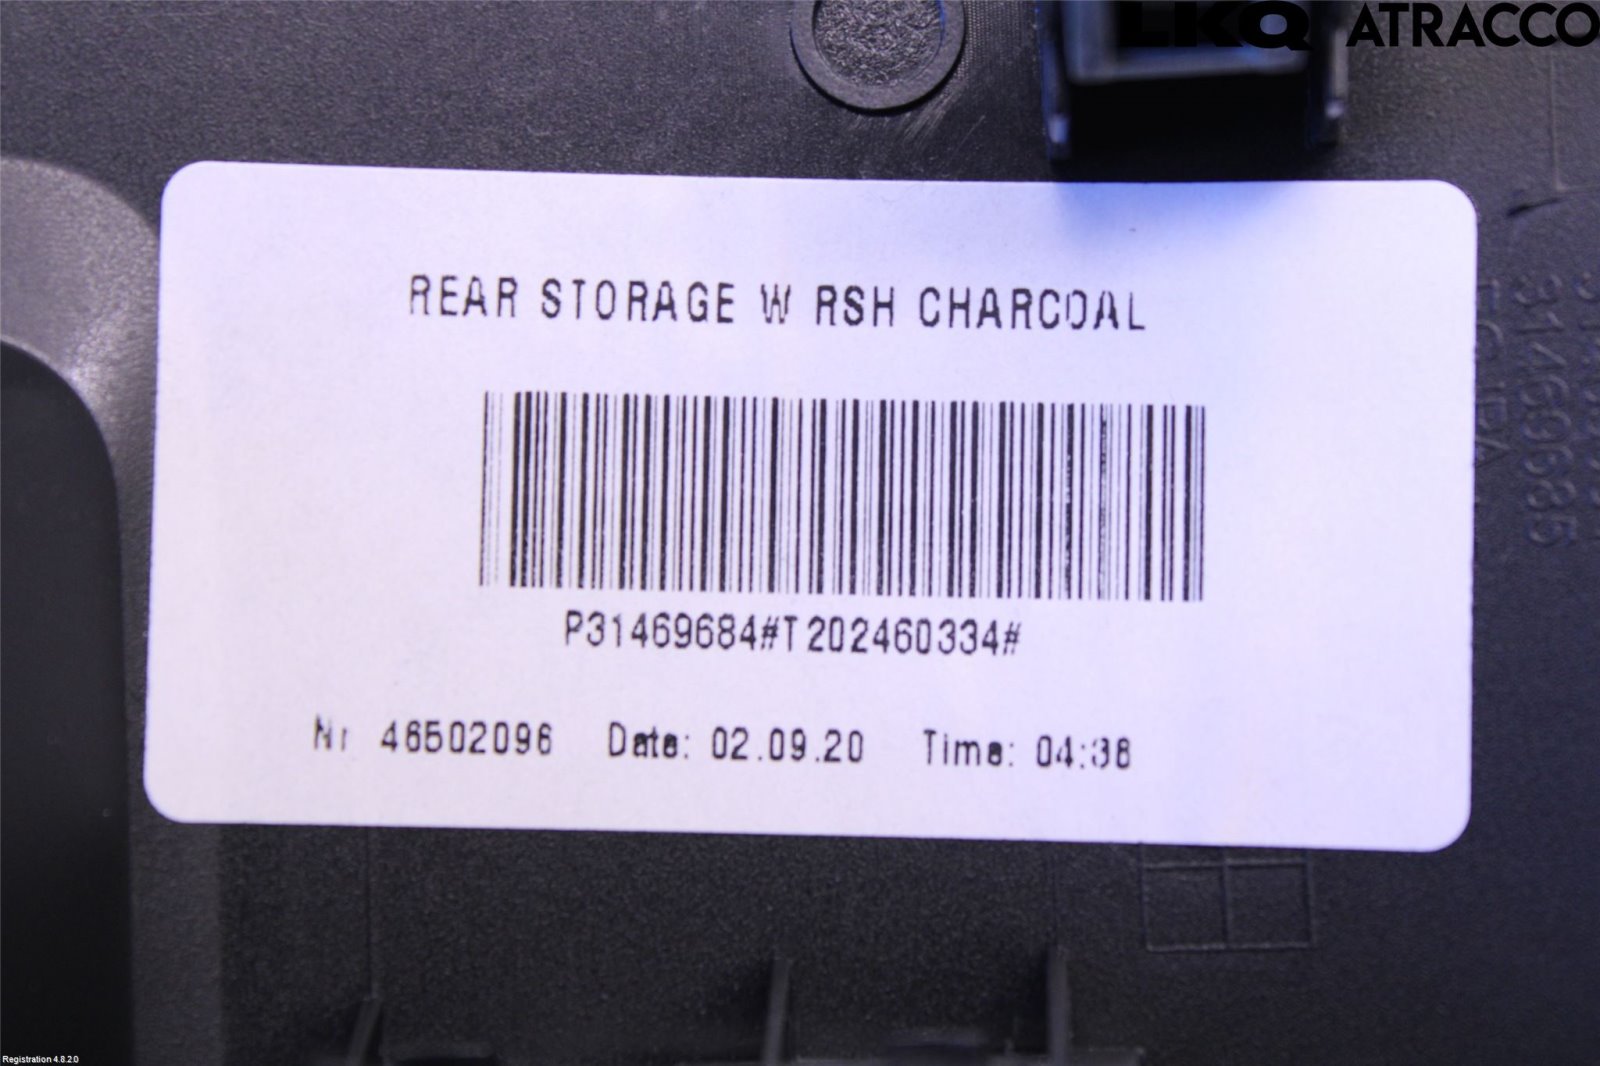 LKQ ATRACCO
REAR STORAGE W RSH CHARCOAL
P31469684#T202460334#
Nr 46502096 Date: 02.09.20 Time: 04:38
31469685
Registration 4.8.2.0